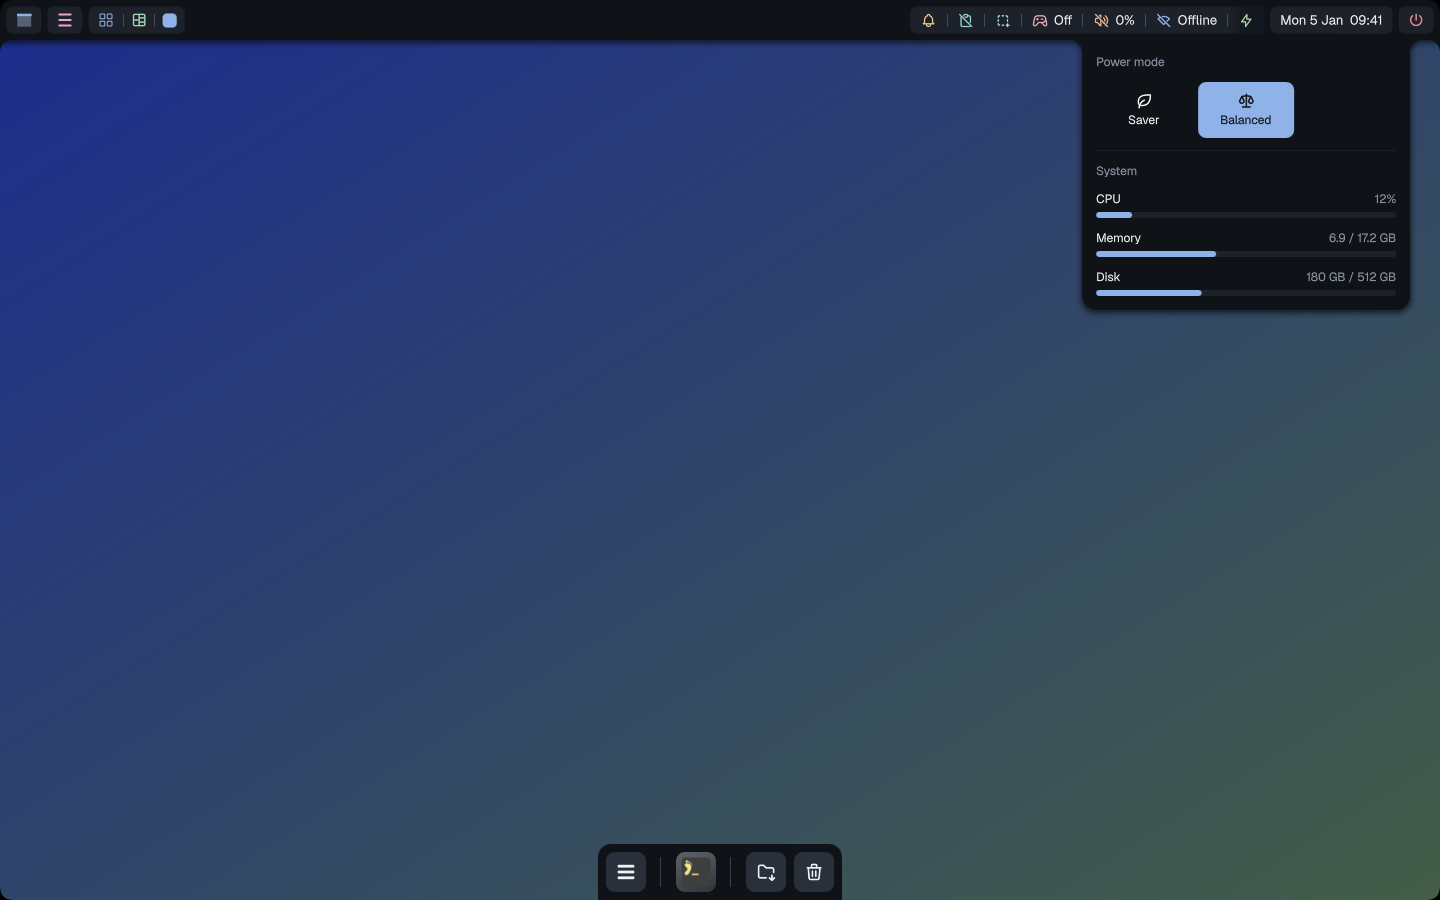 Off 0% Offline Mon 5 Jan 09:41
Power mode
Saver Balanced
System
CPU 12%
Memory 6.9 / 17.2 GB
Disk 180 GB / 512 GB